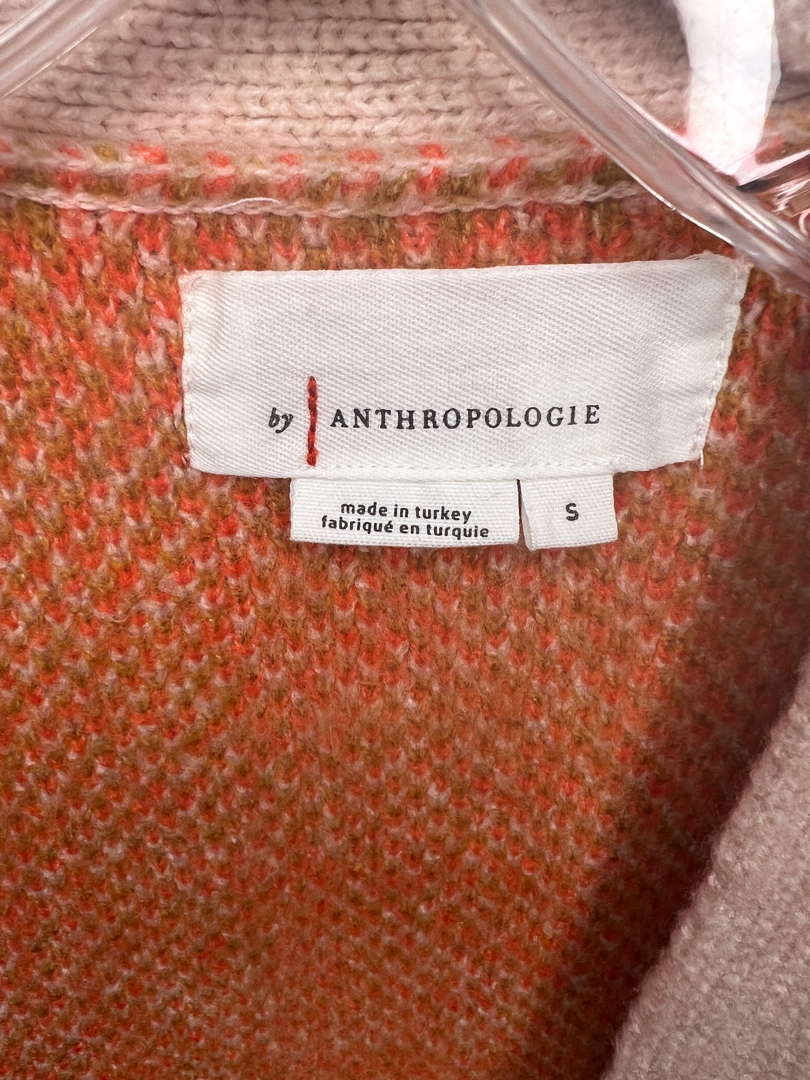 by ANTHROPOLOGIE
made in turkey
fabriqué en turquie
S